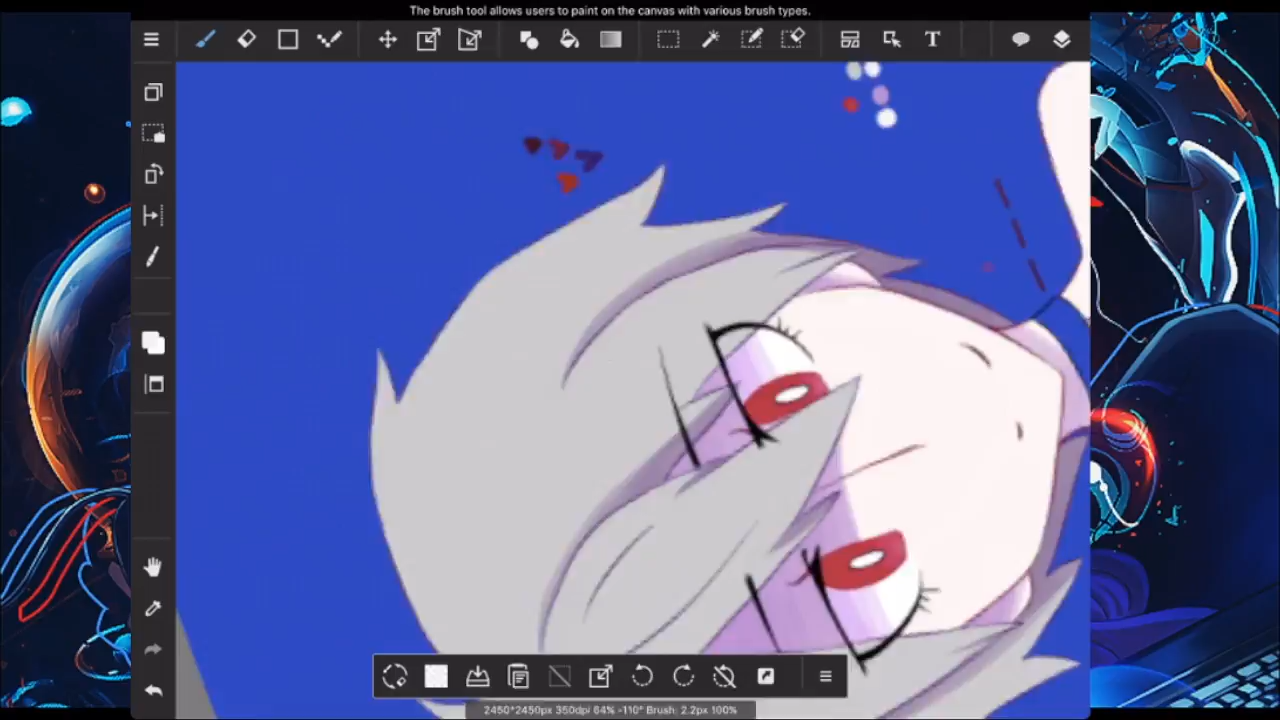 The brush tool allows users to paint on the canvas with various brush types.
T
2450*2450px 350dpi 64% -110° Brush: 2.2px 100%